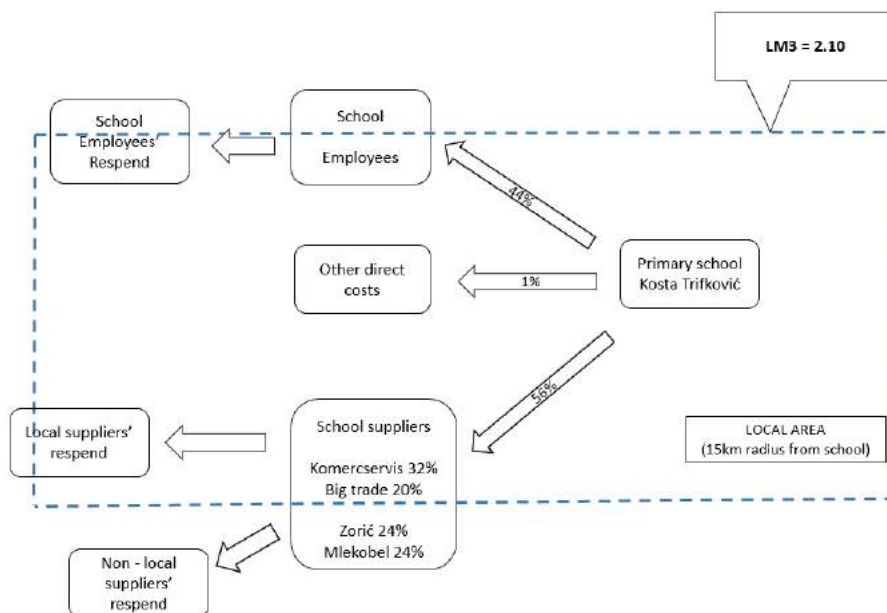 LM3 = 2.10
School
Employees'
Respend
School
Employees
44%
Other direct
costs
1%
Primary school
Kosta Trifković
56%
Local suppliers'
respend
School suppliers
Komercservis 32%
Big trade 20%
Zorić 24%
Mlekobel 24%
LOCAL AREA
(15km radius from school)
Non - local
suppliers'
respend